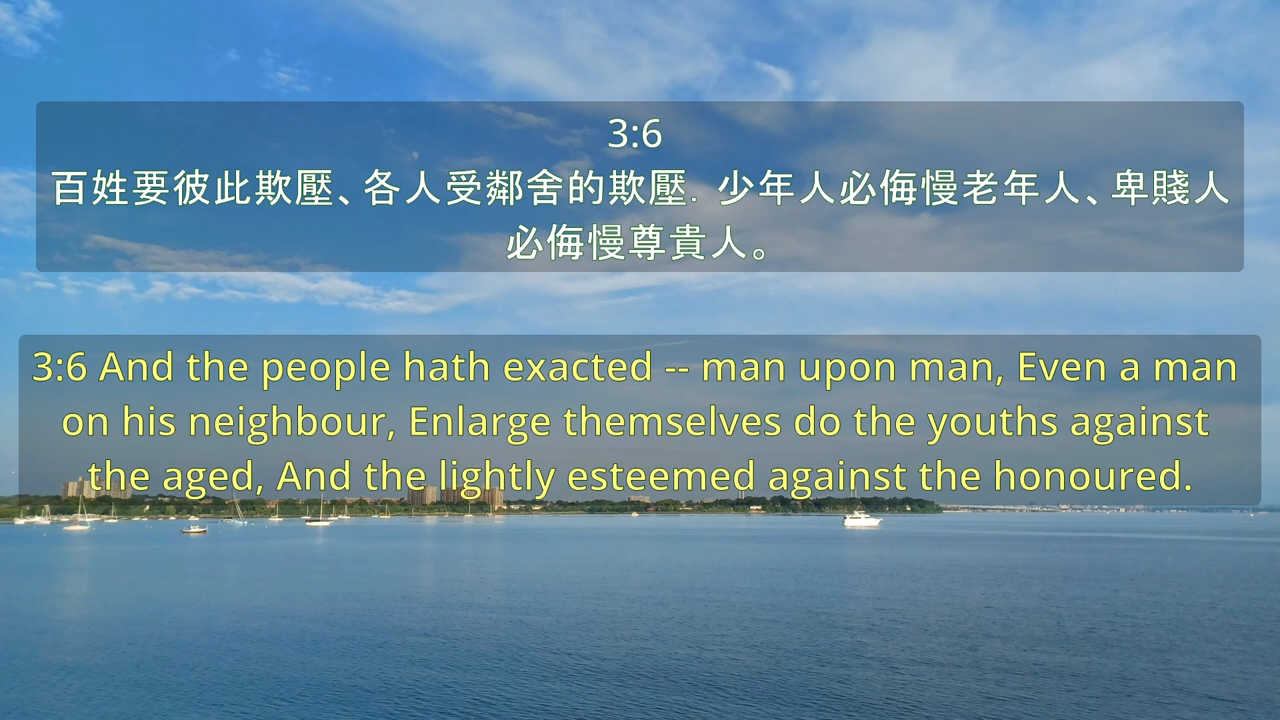 3:6
百姓要彼此欺壓、各人受鄰舍的欺壓．少年人必侮慢老年人、卑賤人
必侮慢尊貴人。
3:6 And the people hath exacted -- man upon man, Even a man
on his neighbour, Enlarge themselves do the youths against
the aged, And the lightly esteemed against the honoured.